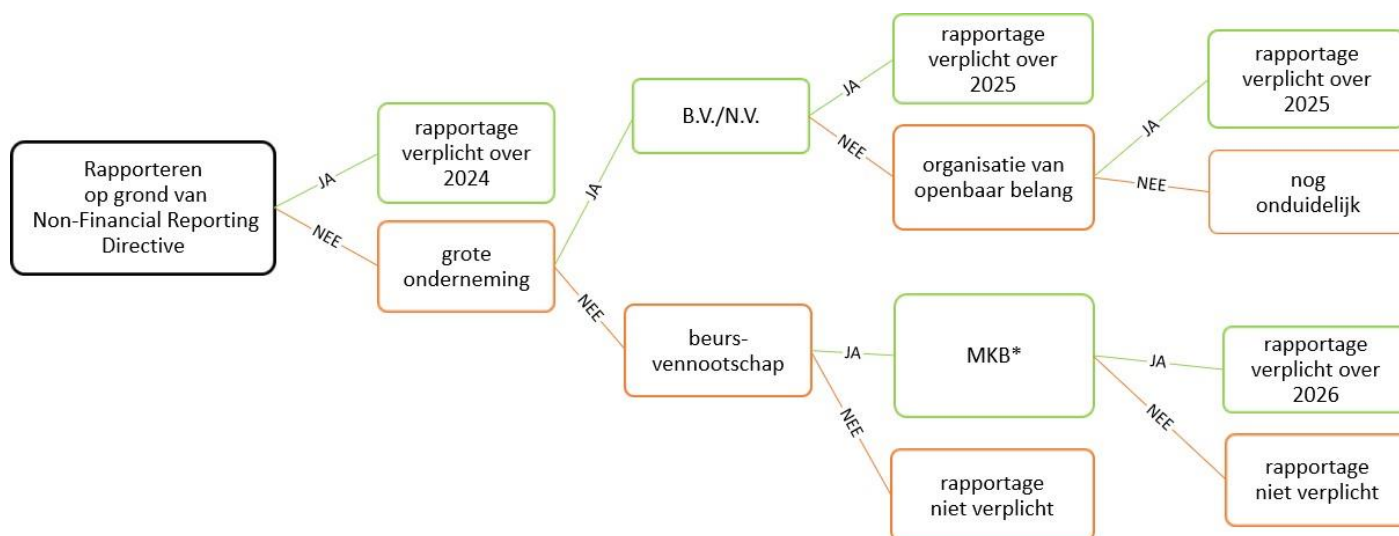 Rapporteren
op grond van
Non-Financial Reporting
Directive
JA
NEE
rapportage
verplicht over
2024
grote
onderneming
JA
NEE
B.V./N.V.
JA
NEE
rapportage
verplicht over
2025
organisatie van
openbaar belang
JA
NEE
rapportage
verplicht over
2025
nog
onduidelijk
beurs-
vennootschap
JA
NEE
MKB*
JA
NEE
rapportage
verplicht over
2026
rapportage
niet verplicht
rapportage
niet verplicht